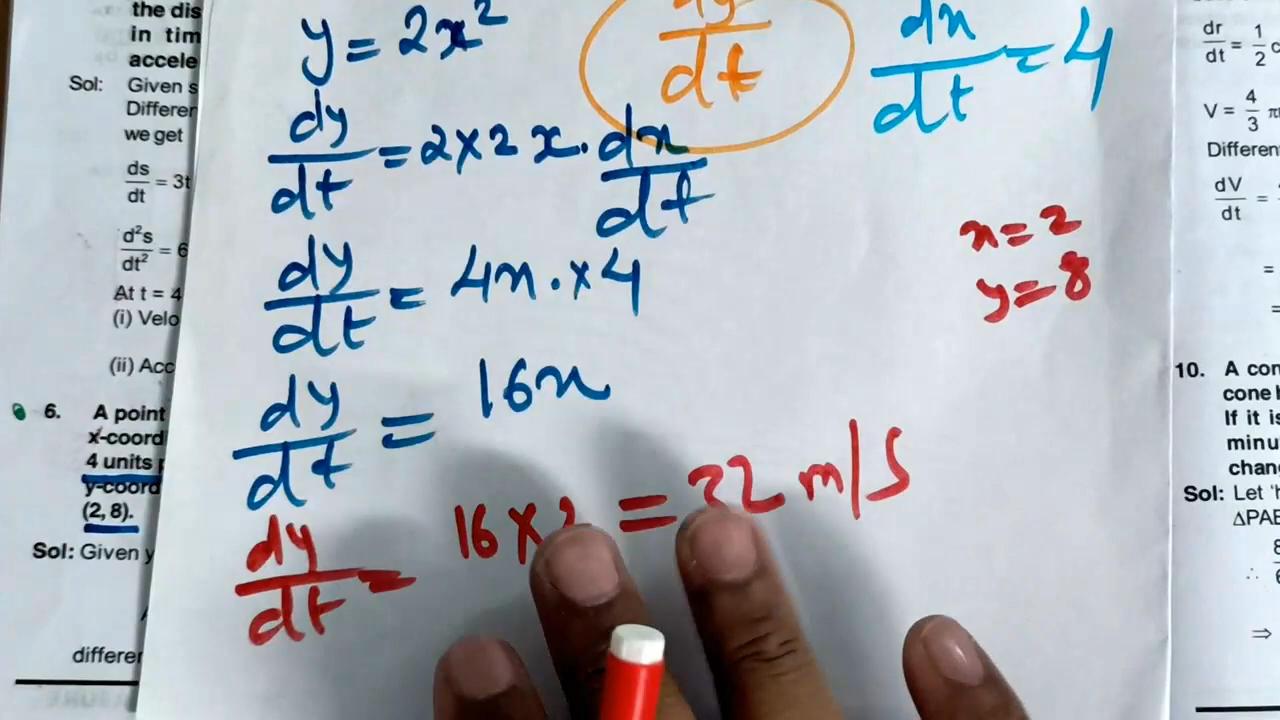 the dis
in tim
accele
Sol: Given s
Differer
we get
ds/dt = 3t
d²s/dt² = 6
At t = 4
(i) Velo
(ii) Acc
6. A point
x-coord
4 units
y-coord
(2, 8).
Sol: Given y
differer
y = 2x²
dy/dt
dx/dt = 4
dy/dt = 2×2x.dx/dt
x = 2
y = 8
dy/dt = 4x.×4
dy/dt = 16x
dy/dt = 16×2 = 32 m/s
dr/dt = 1/2 c
V = 4/3 π
Differen
dV/dt =
=
=
10. A con
cone h
If it is
minu
chang
Sol: Let 'h
ΔPAB
8
∴ 6
⇒